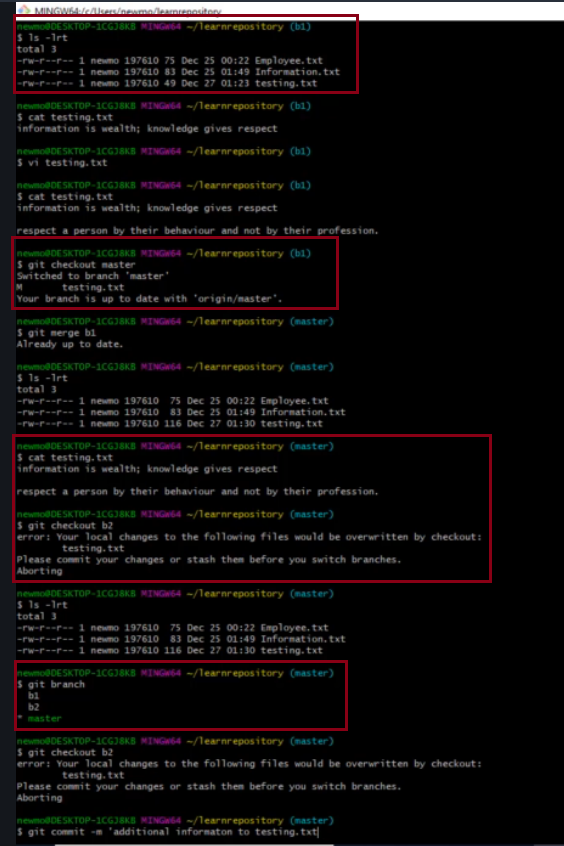 MINGW64:/c/Users/newmo/learnrepository
newmo@DESKTOP-1CGJ8KB MINGW64 ~/learnrepository (b1)
$ ls -lrt
total 3
-rw-r--r-- 1 newmo 197610 75 Dec 25 00:22 Employee.txt
-rw-r--r-- 1 newmo 197610 83 Dec 25 01:49 Information.txt
-rw-r--r-- 1 newmo 197610 49 Dec 27 01:23 testing.txt
newmo@DESKTOP-1CGJ8KB MINGW64 ~/learnrepository (b1)
$ cat testing.txt
information is wealth; knowledge gives respect
newmo@DESKTOP-1CGJ8KB MINGW64 ~/learnrepository (b1)
$ vi testing.txt
newmo@DESKTOP-1CGJ8KB MINGW64 ~/learnrepository (b1)
$ cat testing.txt
information is wealth; knowledge gives respect
respect a person by their behaviour and not by their profession.
newmo@DESKTOP-1CGJ8KB MINGW64 ~/learnrepository (b1)
$ git checkout master
Switched to branch 'master'
M       testing.txt
Your branch is up to date with 'origin/master'.
newmo@DESKTOP-1CGJ8KB MINGW64 ~/learnrepository (master)
$ git merge b1
Already up to date.
newmo@DESKTOP-1CGJ8KB MINGW64 ~/learnrepository (master)
$ ls -lrt
total 3
-rw-r--r-- 1 newmo 197610  75 Dec 25 00:22 Employee.txt
-rw-r--r-- 1 newmo 197610  83 Dec 25 01:49 Information.txt
-rw-r--r-- 1 newmo 197610 116 Dec 27 01:30 testing.txt
newmo@DESKTOP-1CGJ8KB MINGW64 ~/learnrepository (master)
$ cat testing.txt
information is wealth; knowledge gives respect
respect a person by their behaviour and not by their profession.
newmo@DESKTOP-1CGJ8KB MINGW64 ~/learnrepository (master)
$ git checkout b2
error: Your local changes to the following files would be overwritten by checkout:
        testing.txt
Please commit your changes or stash them before you switch branches.
Aborting
newmo@DESKTOP-1CGJ8KB MINGW64 ~/learnrepository (master)
$ ls -lrt
total 3
-rw-r--r-- 1 newmo 197610  75 Dec 25 00:22 Employee.txt
-rw-r--r-- 1 newmo 197610  83 Dec 25 01:49 Information.txt
-rw-r--r-- 1 newmo 197610 116 Dec 27 01:30 testing.txt
newmo@DESKTOP-1CGJ8KB MINGW64 ~/learnrepository (master)
$ git branch
  b1
  b2
* master
newmo@DESKTOP-1CGJ8KB MINGW64 ~/learnrepository (master)
$ git checkout b2
error: Your local changes to the following files would be overwritten by checkout:
        testing.txt
Please commit your changes or stash them before you switch branches.
Aborting
newmo@DESKTOP-1CGJ8KB MINGW64 ~/learnrepository (master)
$ git commit -m 'additional informaton to testing.txt